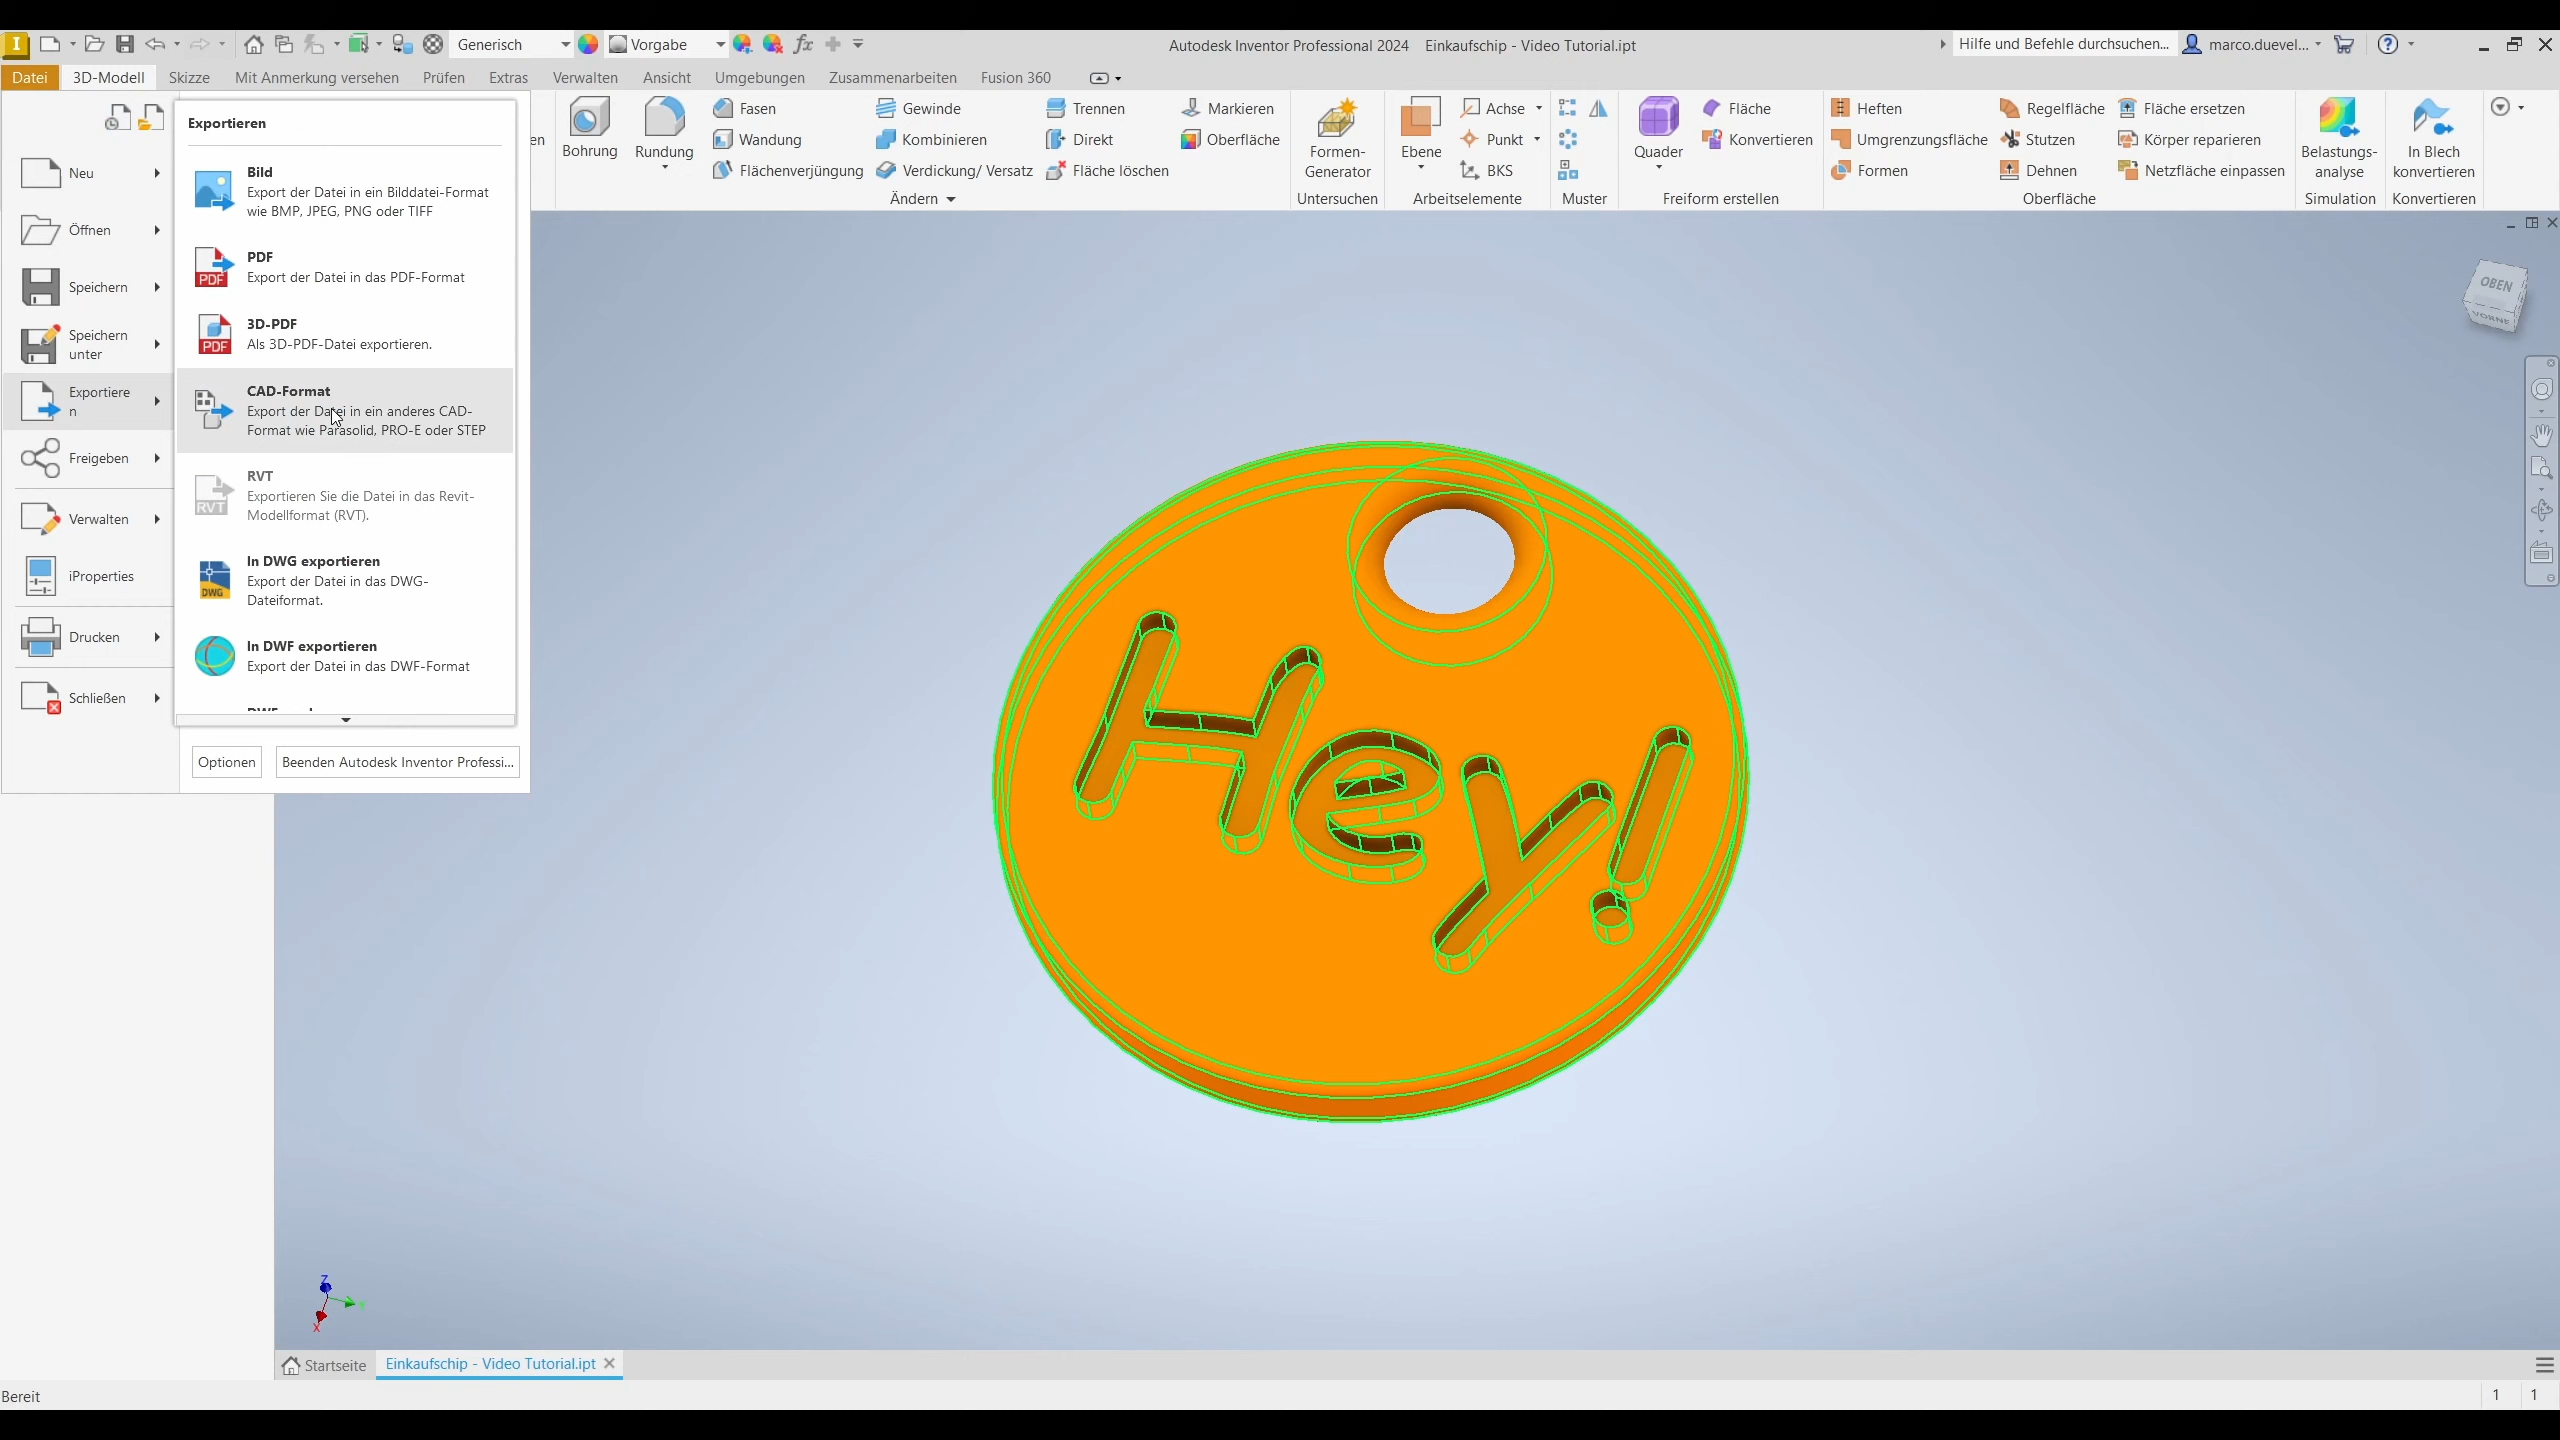 I
Generisch
Vorgabe
fx
Autodesk Inventor Professional 2024 Einkaufschip - Video Tutorial.ipt
Hilfe und Befehle durchsuchen...
marco.duevel...
?
Datei
3D-Modell
Skizze
Mit Anmerkung versehen
Prüfen
Extras
Verwalten
Ansicht
Umgebungen
Zusammenarbeiten
Fusion 360
Exportieren
Bild
Export der Datei in ein Bilddatei-Format
wie BMP, JPEG, PNG oder TIFF
PDF
PDF
Export der Datei in das PDF-Format
PDF
3D-PDF
Als 3D-PDF-Datei exportieren.
CAD-Format
Export der Datei in ein anderes CAD-
Format wie Parasolid, PRO-E oder STEP
RVT
RVT
Exportieren Sie die Datei in das Revit-
Modellformat (RVT).
DWG
In DWG exportieren
Export der Datei in das DWG-
Dateiformat.
In DWF exportieren
Export der Datei in das DWF-Format
Neu
Öffnen
Speichern
Speichern
unter
Exportiere
n
Freigeben
Verwalten
iProperties
Drucken
Schließen
Optionen
Beenden Autodesk Inventor Professi...
en
Bohrung
Rundung
Fasen
Wandung
Flächenverjüngung
Gewinde
Kombinieren
Verdickung/ Versatz
Trennen
Direkt
Fläche löschen
Markieren
Oberfläche
Ändern
Formen-
Generator
Untersuchen
Ebene
Achse
Punkt
BKS
Arbeitselemente
Muster
Quader
Fläche
Konvertieren
Freiform erstellen
Heften
Umgrenzungsfläche
Formen
Regelfläche
Stutzen
Dehnen
Fläche ersetzen
Körper reparieren
Netzfläche einpassen
Oberfläche
Belastungs-
analyse
Simulation
In Blech
konvertieren
Konvertieren
OBEN
VORNE
Hey!
Z
X
Startseite
Einkaufschip - Video Tutorial.ipt
Bereit
1 1